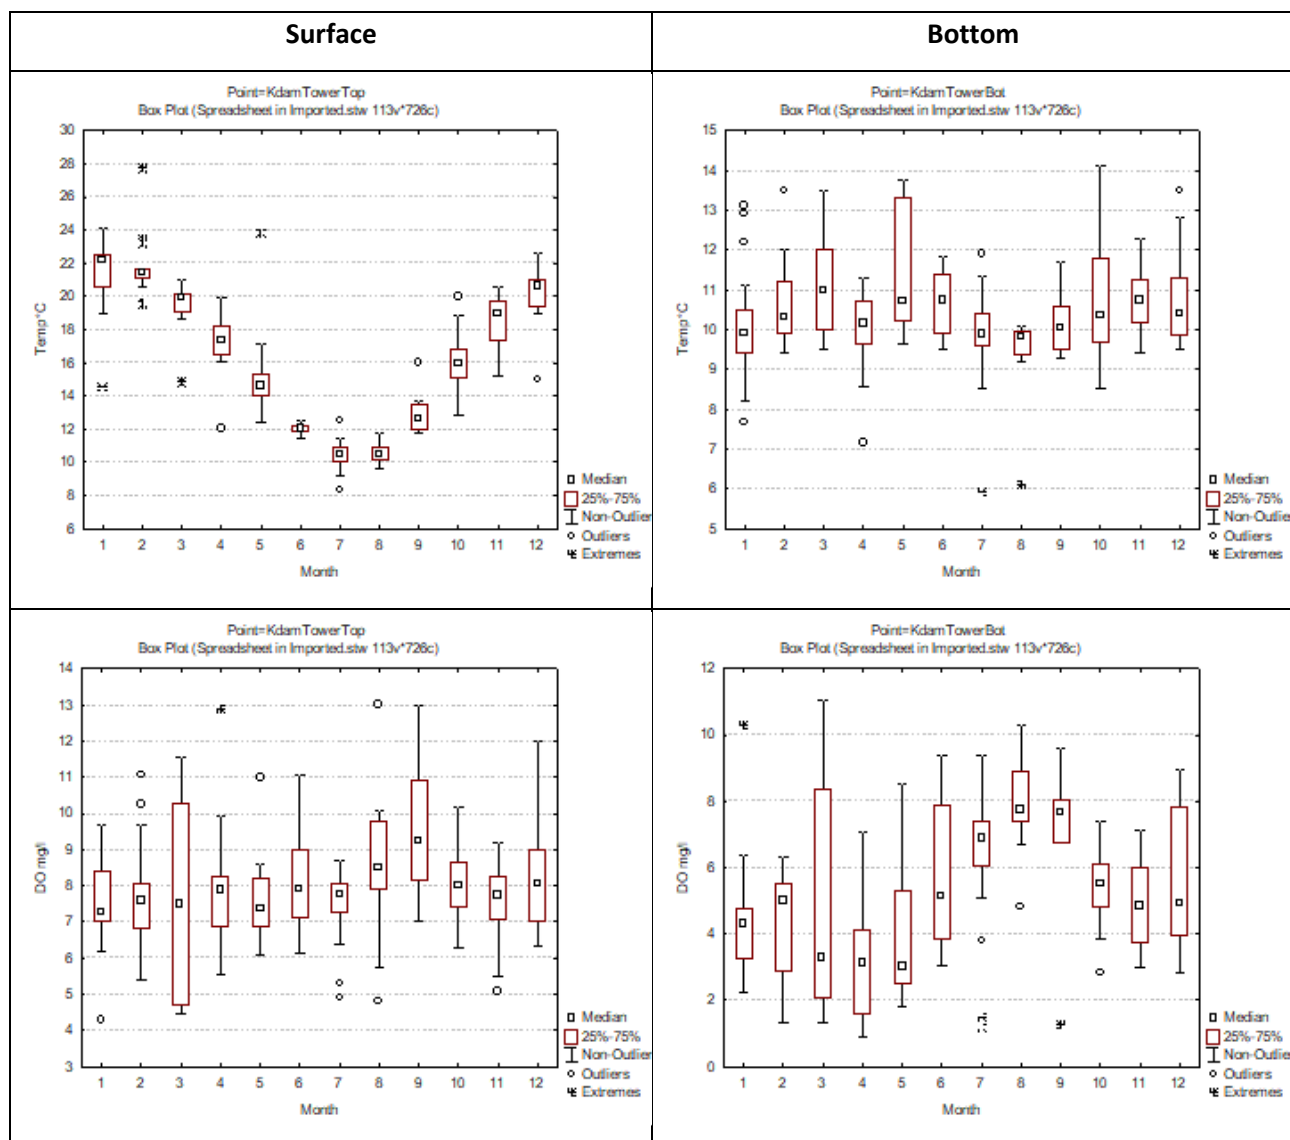 Surface
Bottom
Point=KdamTowerTop
Box Plot (Spreadsheet in Imported.stw 113v*726c)
30
28
26
24
22
20
18
16
14
12
10
8
6
Temp°C
1 2 3 4 5 6 7 8 9 10 11 12
Month
Median
25%-75%
Non-Outlier
Outliers
Extremes
Point=KdamTowerBot
Box Plot (Spreadsheet in Imported.stw 113v*726c)
15
14
13
12
11
10
9
8
7
6
5
Temp°C
1 2 3 4 5 6 7 8 9 10 11 12
Month
Median
25%-75%
Non-Outlier
Outliers
Extremes
Point=KdamTowerTop
Box Plot (Spreadsheet in Imported.stw 113v*726c)
14
13
12
11
10
9
8
7
6
5
4
3
DO mg/l
1 2 3 4 5 6 7 8 9 10 11 12
Month
Median
25%-75%
Non-Outlier
Outliers
Extremes
Point=KdamTowerBot
Box Plot (Spreadsheet in Imported.stw 113v*726c)
12
10
8
6
4
2
0
DO mg/l
1 2 3 4 5 6 7 8 9 10 11 12
Month
Median
25%-75%
Non-Outlier
Outliers
Extremes